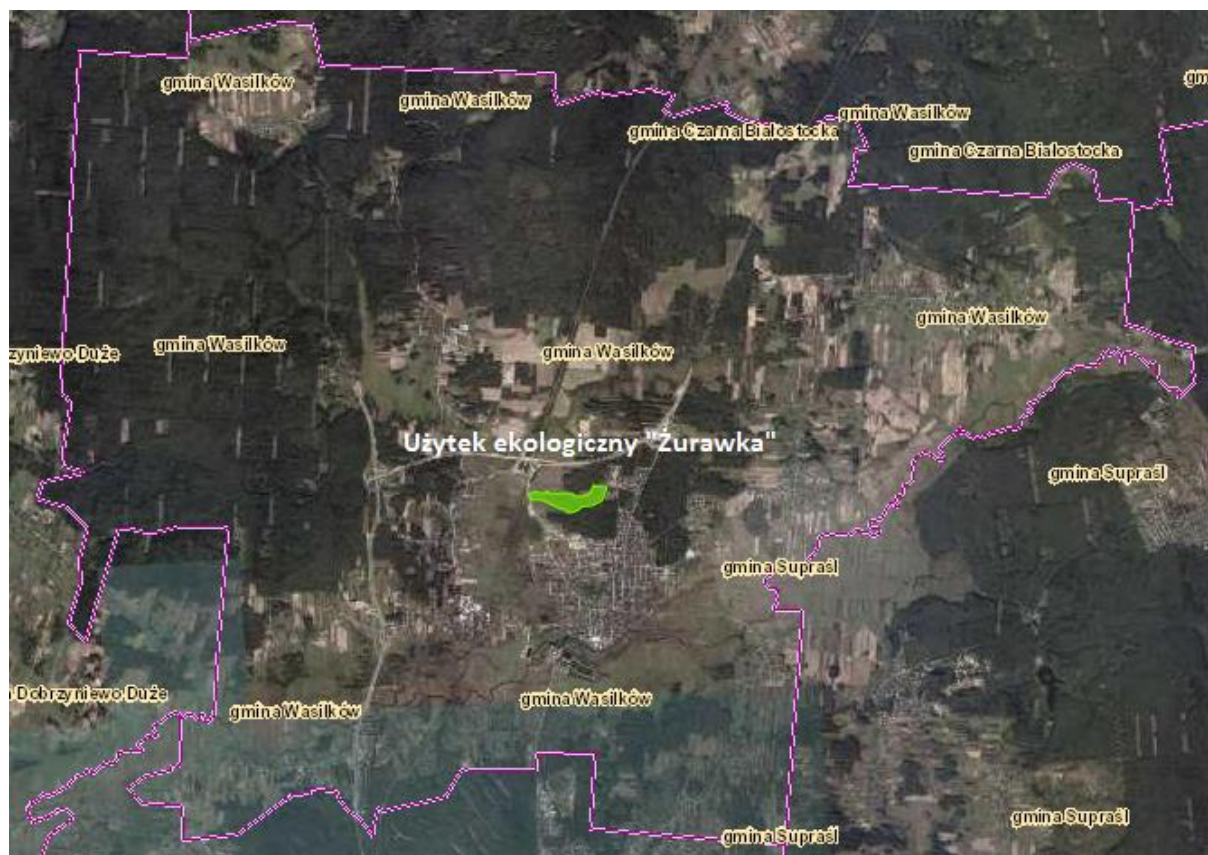 gm
gmina Wasilków
gmina Wasilków
gmina Wasilków
gmina Czarna Białostocka
gmina Czarna Białostocka
gmina Wasilków
zyniewo Duże
gmina Wasilków
gmina Wasilków
Użytek ekologiczny "Żurawka"
gmina Supraśl
gmina Supraśl
Dobrzyniewo Duże
gmina Wasilków
gmina Wasilków
gmina Supraśl
gmina Supraśl